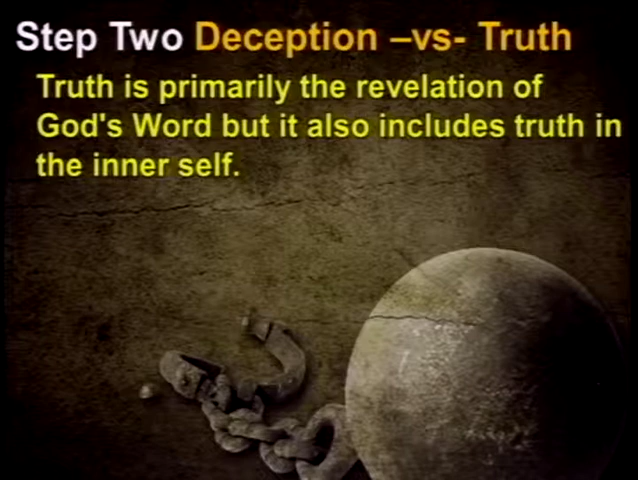 Step Two Deception –vs- Truth
Truth is primarily the revelation of
God's Word but it also includes truth in
the inner self.